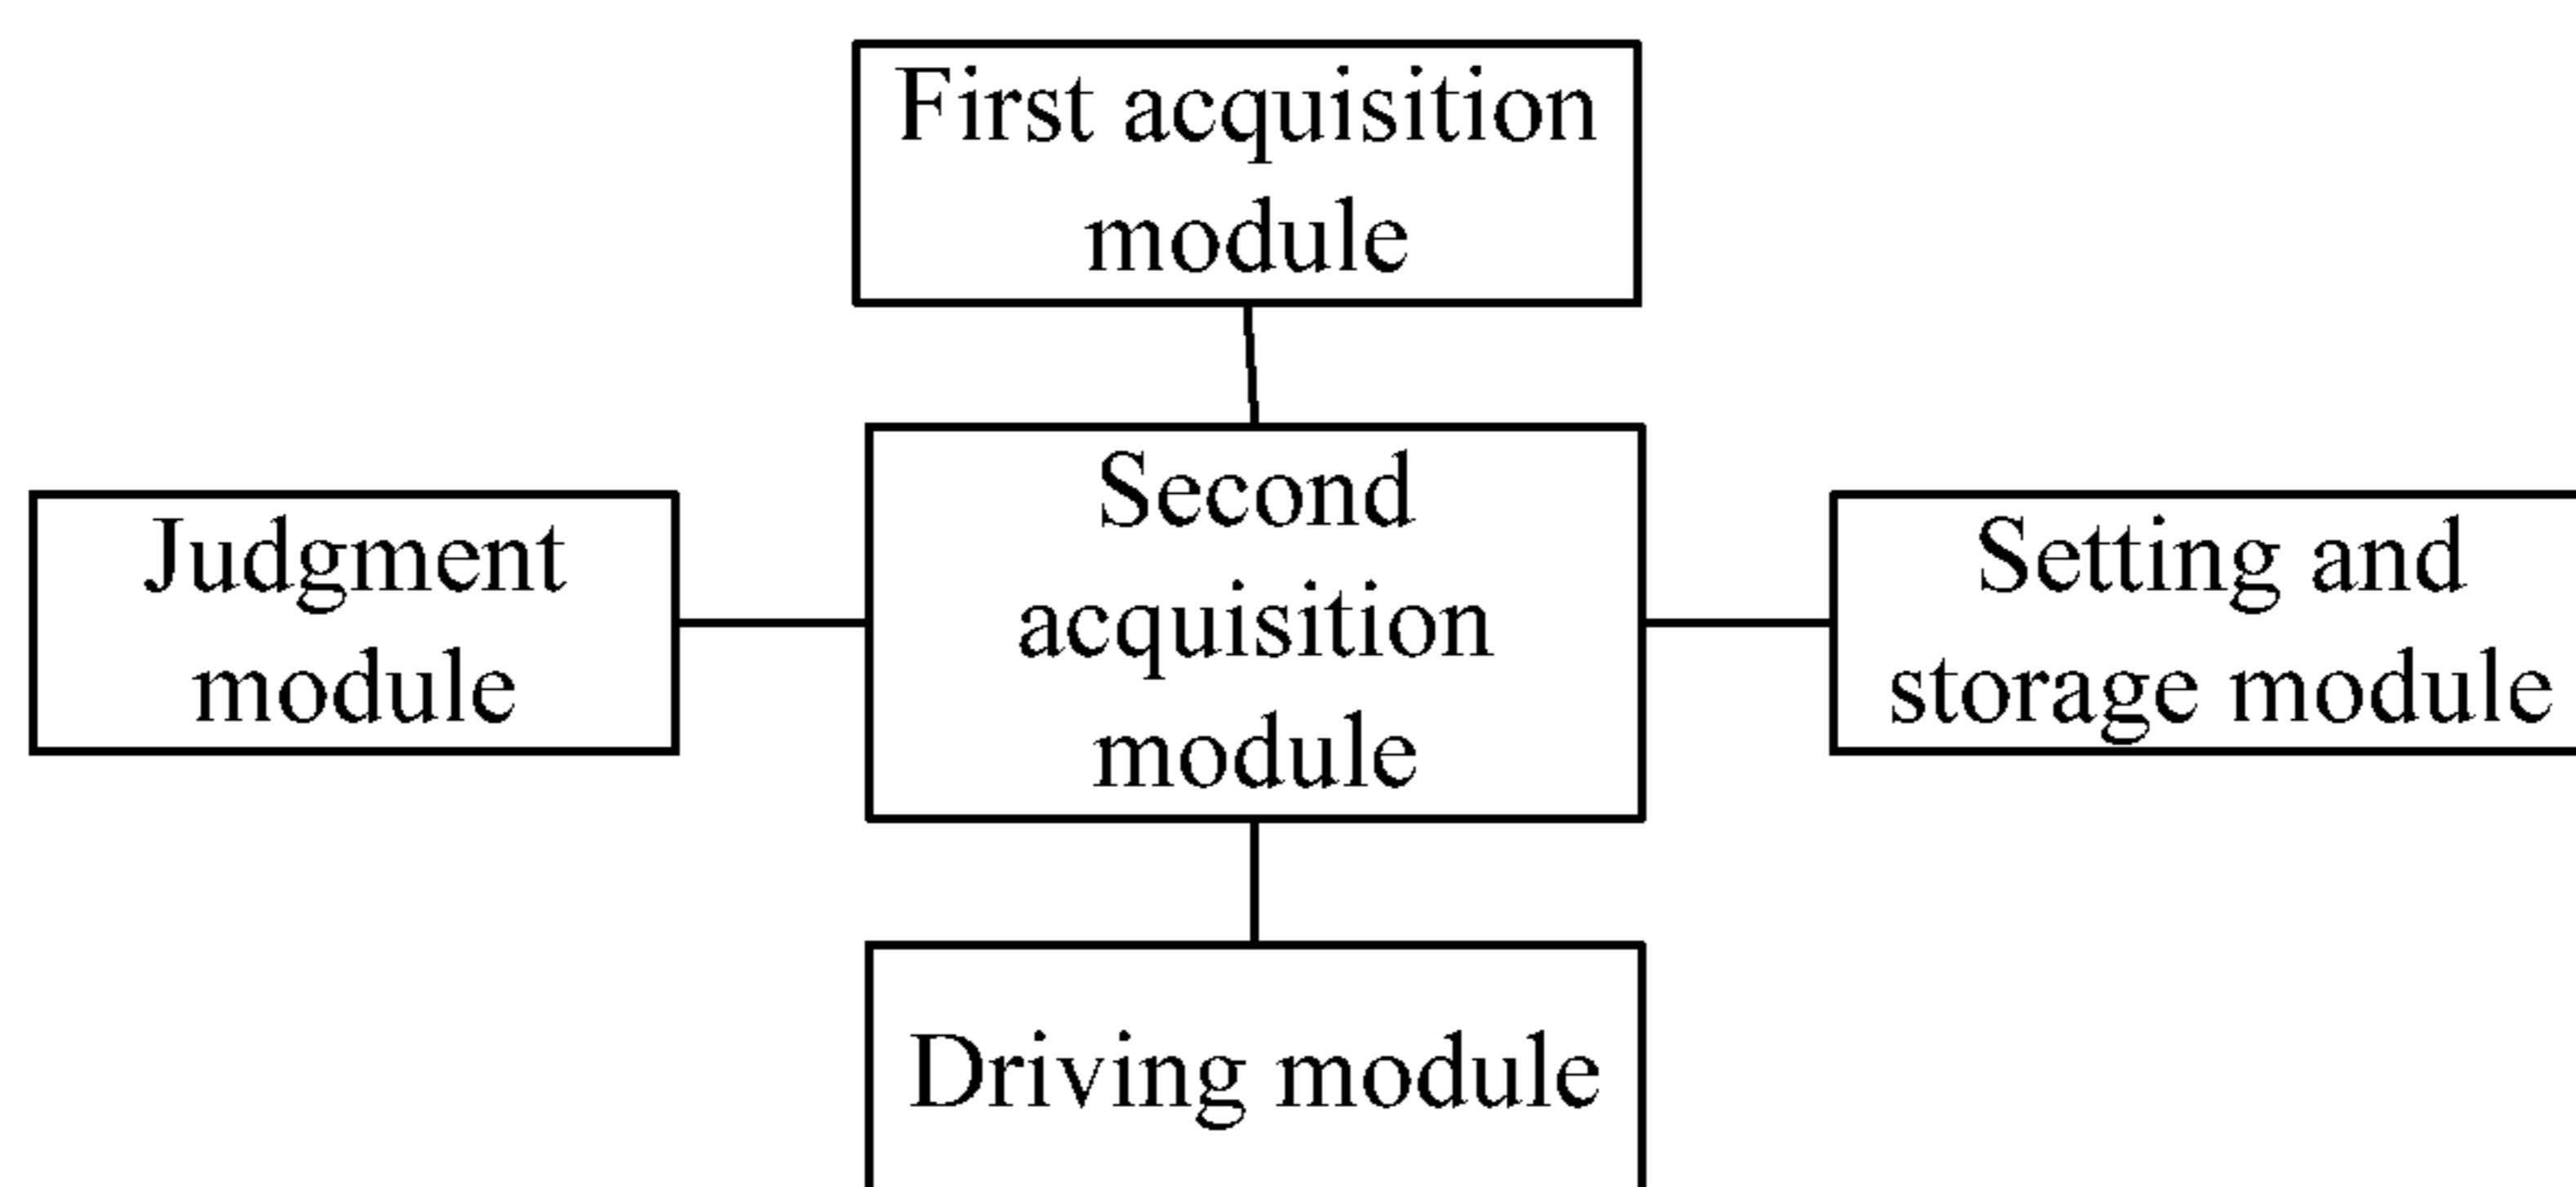 First acquisition
module
Second
acquisition
module
Judgment
module
Setting and
storage module
Driving module